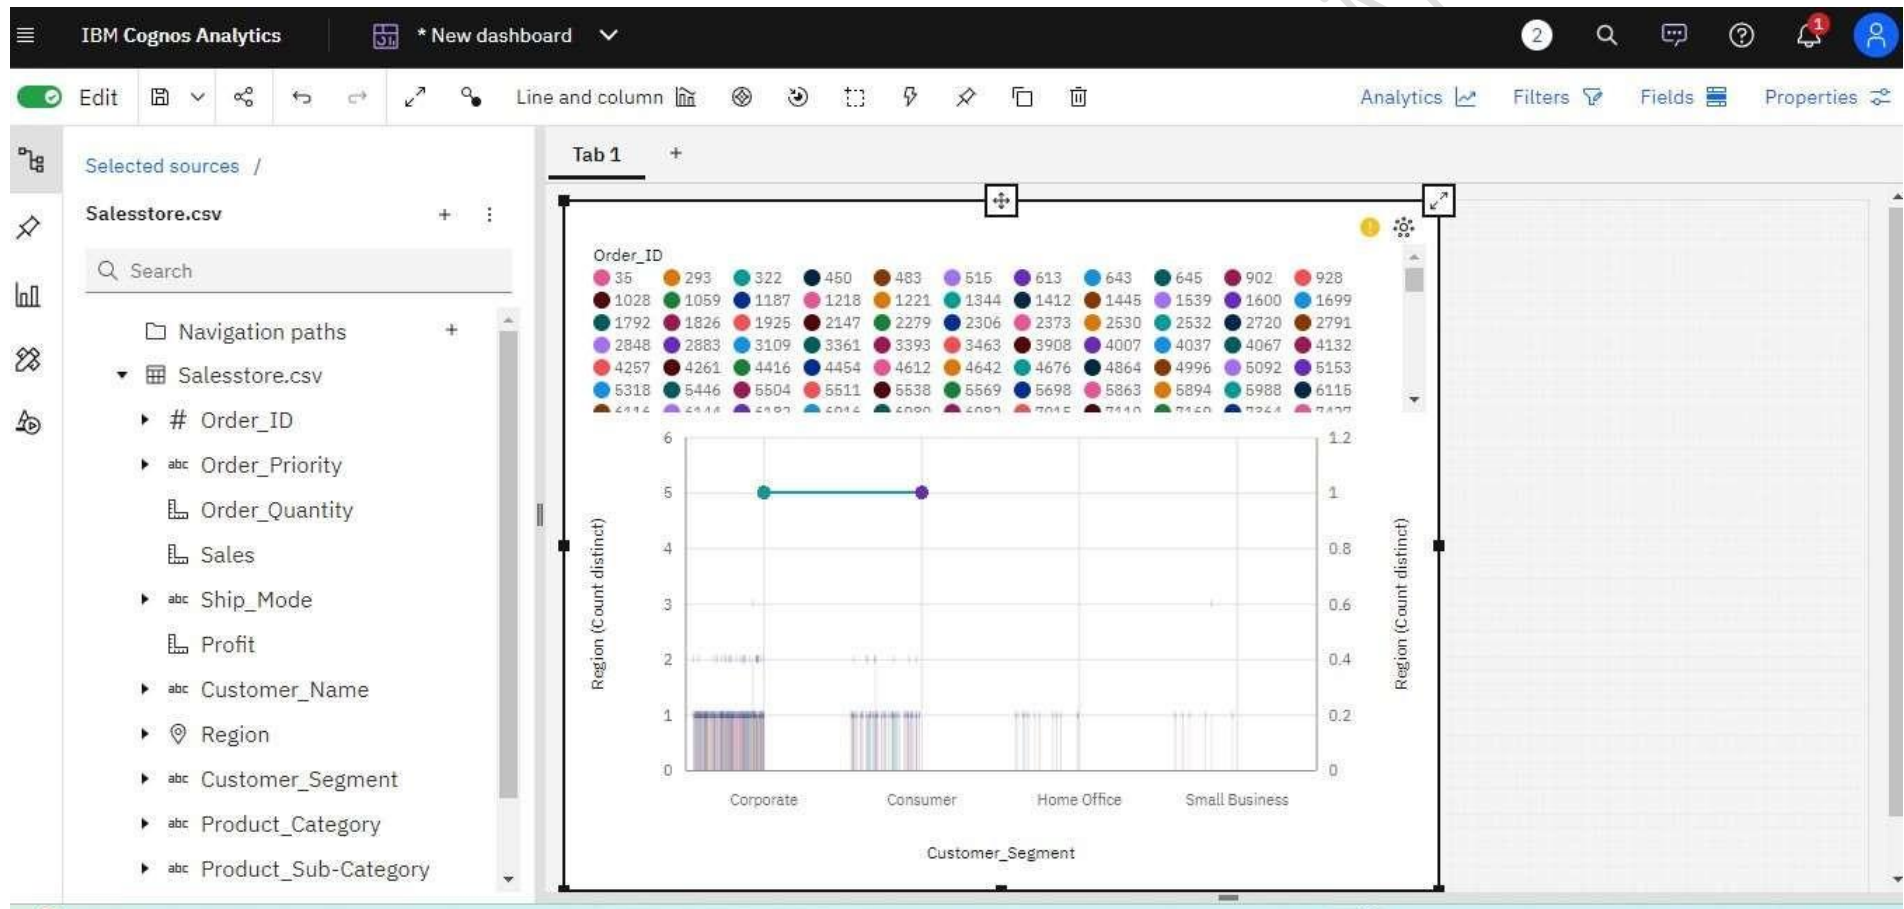 IBM Cognos Analytics
* New dashboard
2
1
Edit
Line and column
Analytics
Filters
Fields
Properties
Selected sources /
Salesstore.csv
Search
Navigation paths
Salesstore.csv
# Order_ID
abc Order_Priority
Order_Quantity
Sales
abc Ship_Mode
Profit
abc Customer_Name
Region
abc Customer_Segment
abc Product_Category
abc Product_Sub-Category
Tab 1
Order_ID
35 293 322 450 483 515 613 643 645 902 928
1028 1059 1187 1218 1221 1344 1412 1445 1539 1600 1699
1792 1826 1925 2147 2279 2306 2373 2530 2532 2720 2791
2848 2883 3109 3361 3393 3463 3908 4007 4037 4067 4132
4257 4261 4416 4454 4612 4642 4676 4864 4996 5092 5153
5318 5446 5504 5511 5538 5569 5698 5863 5894 5988 6115
6 1.2
5 1
4 0.8
3 0.6
2 0.4
1 0.2
0 0
Region (Count distinct)
Region (Count distinct)
Corporate Consumer Home Office Small Business
Customer_Segment